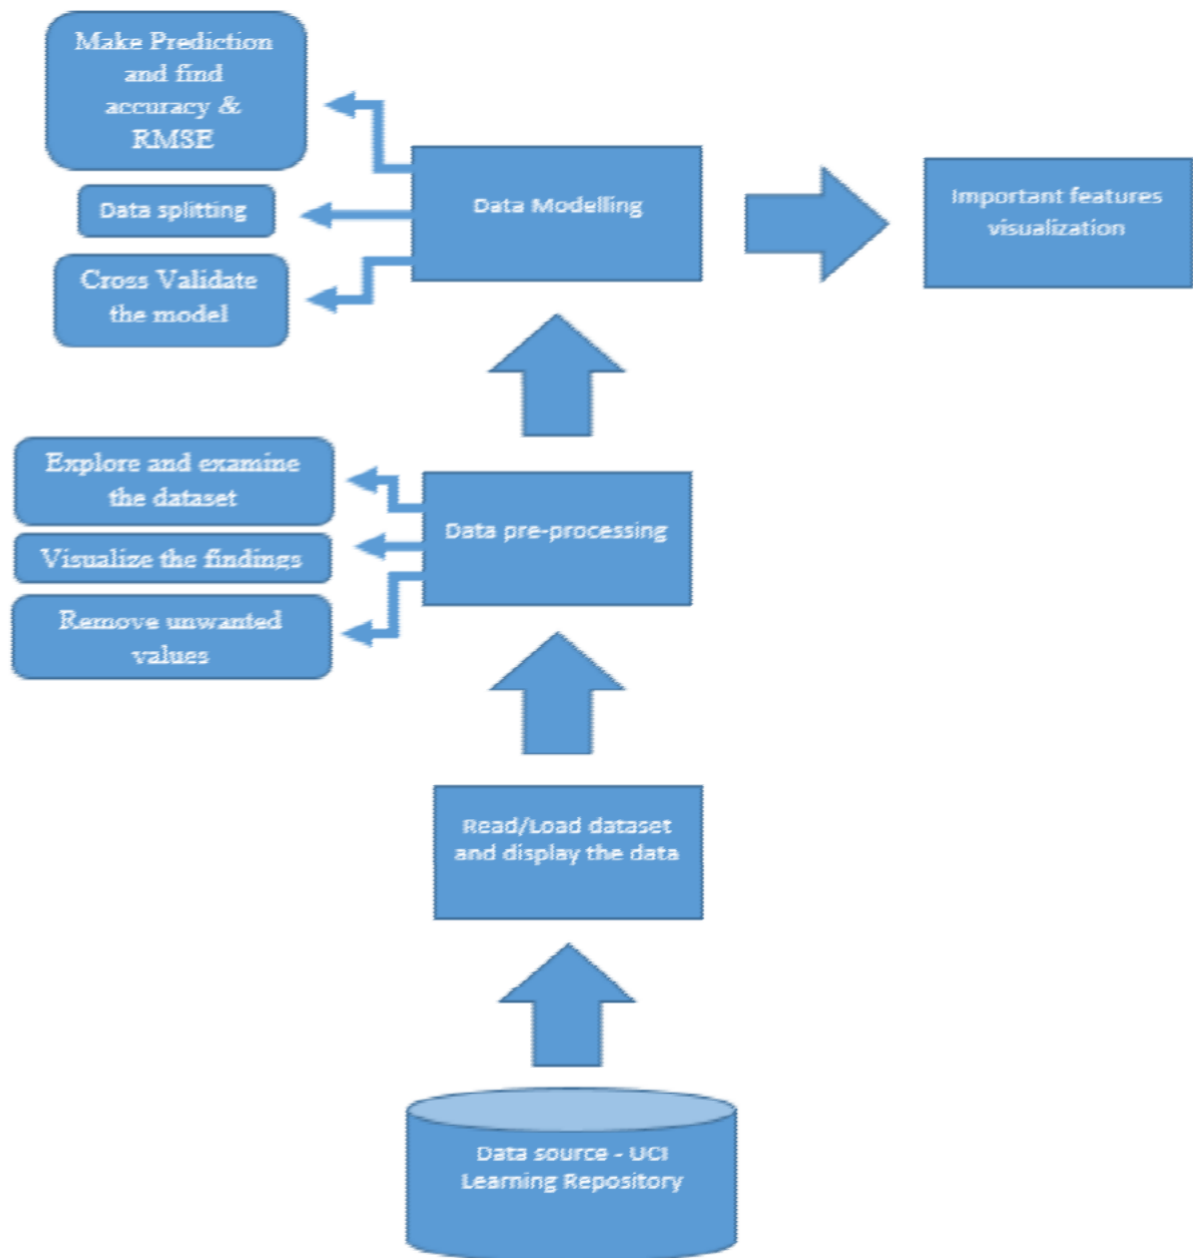 Make Prediction
and find
accuracy &
RMSE
Data splitting
Cross Validate
the model
Data Modelling
Important features
visualization
Explore and examine
the dataset
Visualize the findings
Remove unwanted
values
Data pre-processing
Read/Load dataset
and display the data
Data source - UCI
Learning Repository